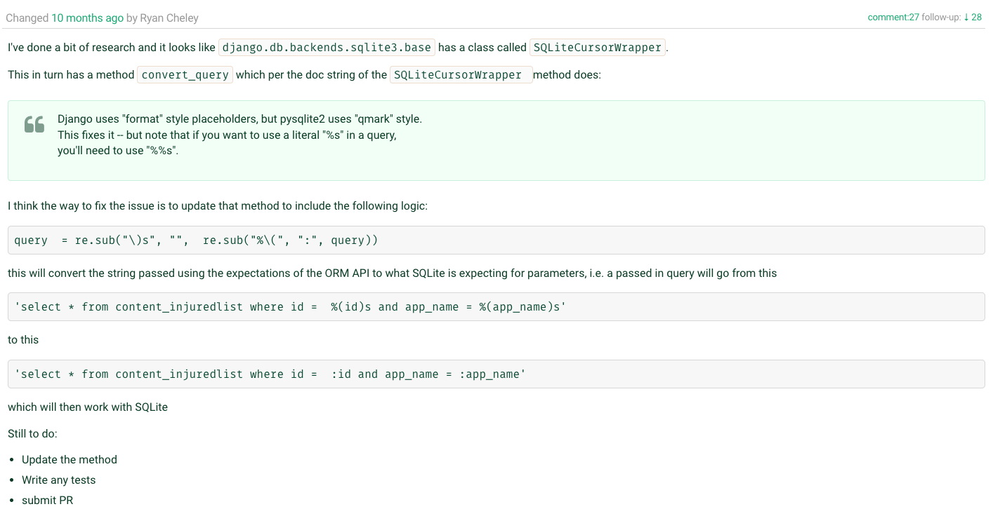 Changed 10 months ago by Ryan Cheley
comment:27 follow-up: ↓ 28
I've done a bit of research and it looks like django.db.backends.sqlite3.base has a class called SQLiteCursorWrapper.
This in turn has a method convert_query which per the doc string of the SQLiteCursorWrapper method does:
Django uses "format" style placeholders, but pysqlite2 uses "qmark" style.
This fixes it -- but note that if you want to use a literal "%s" in a query,
you'll need to use "%%s".
I think the way to fix the issue is to update that method to include the following logic:
query  = re.sub("\)s", "",  re.sub("%\(", ":", query))
this will convert the string passed using the expectations of the ORM API to what SQLite is expecting for parameters, i.e. a passed in query will go from this
'select * from content_injuredlist where id =  %(id)s and app_name = %(app_name)s'
to this
'select * from content_injuredlist where id =  :id and app_name = :app_name'
which will then work with SQLite
Still to do:
• Update the method
• Write any tests
• submit PR